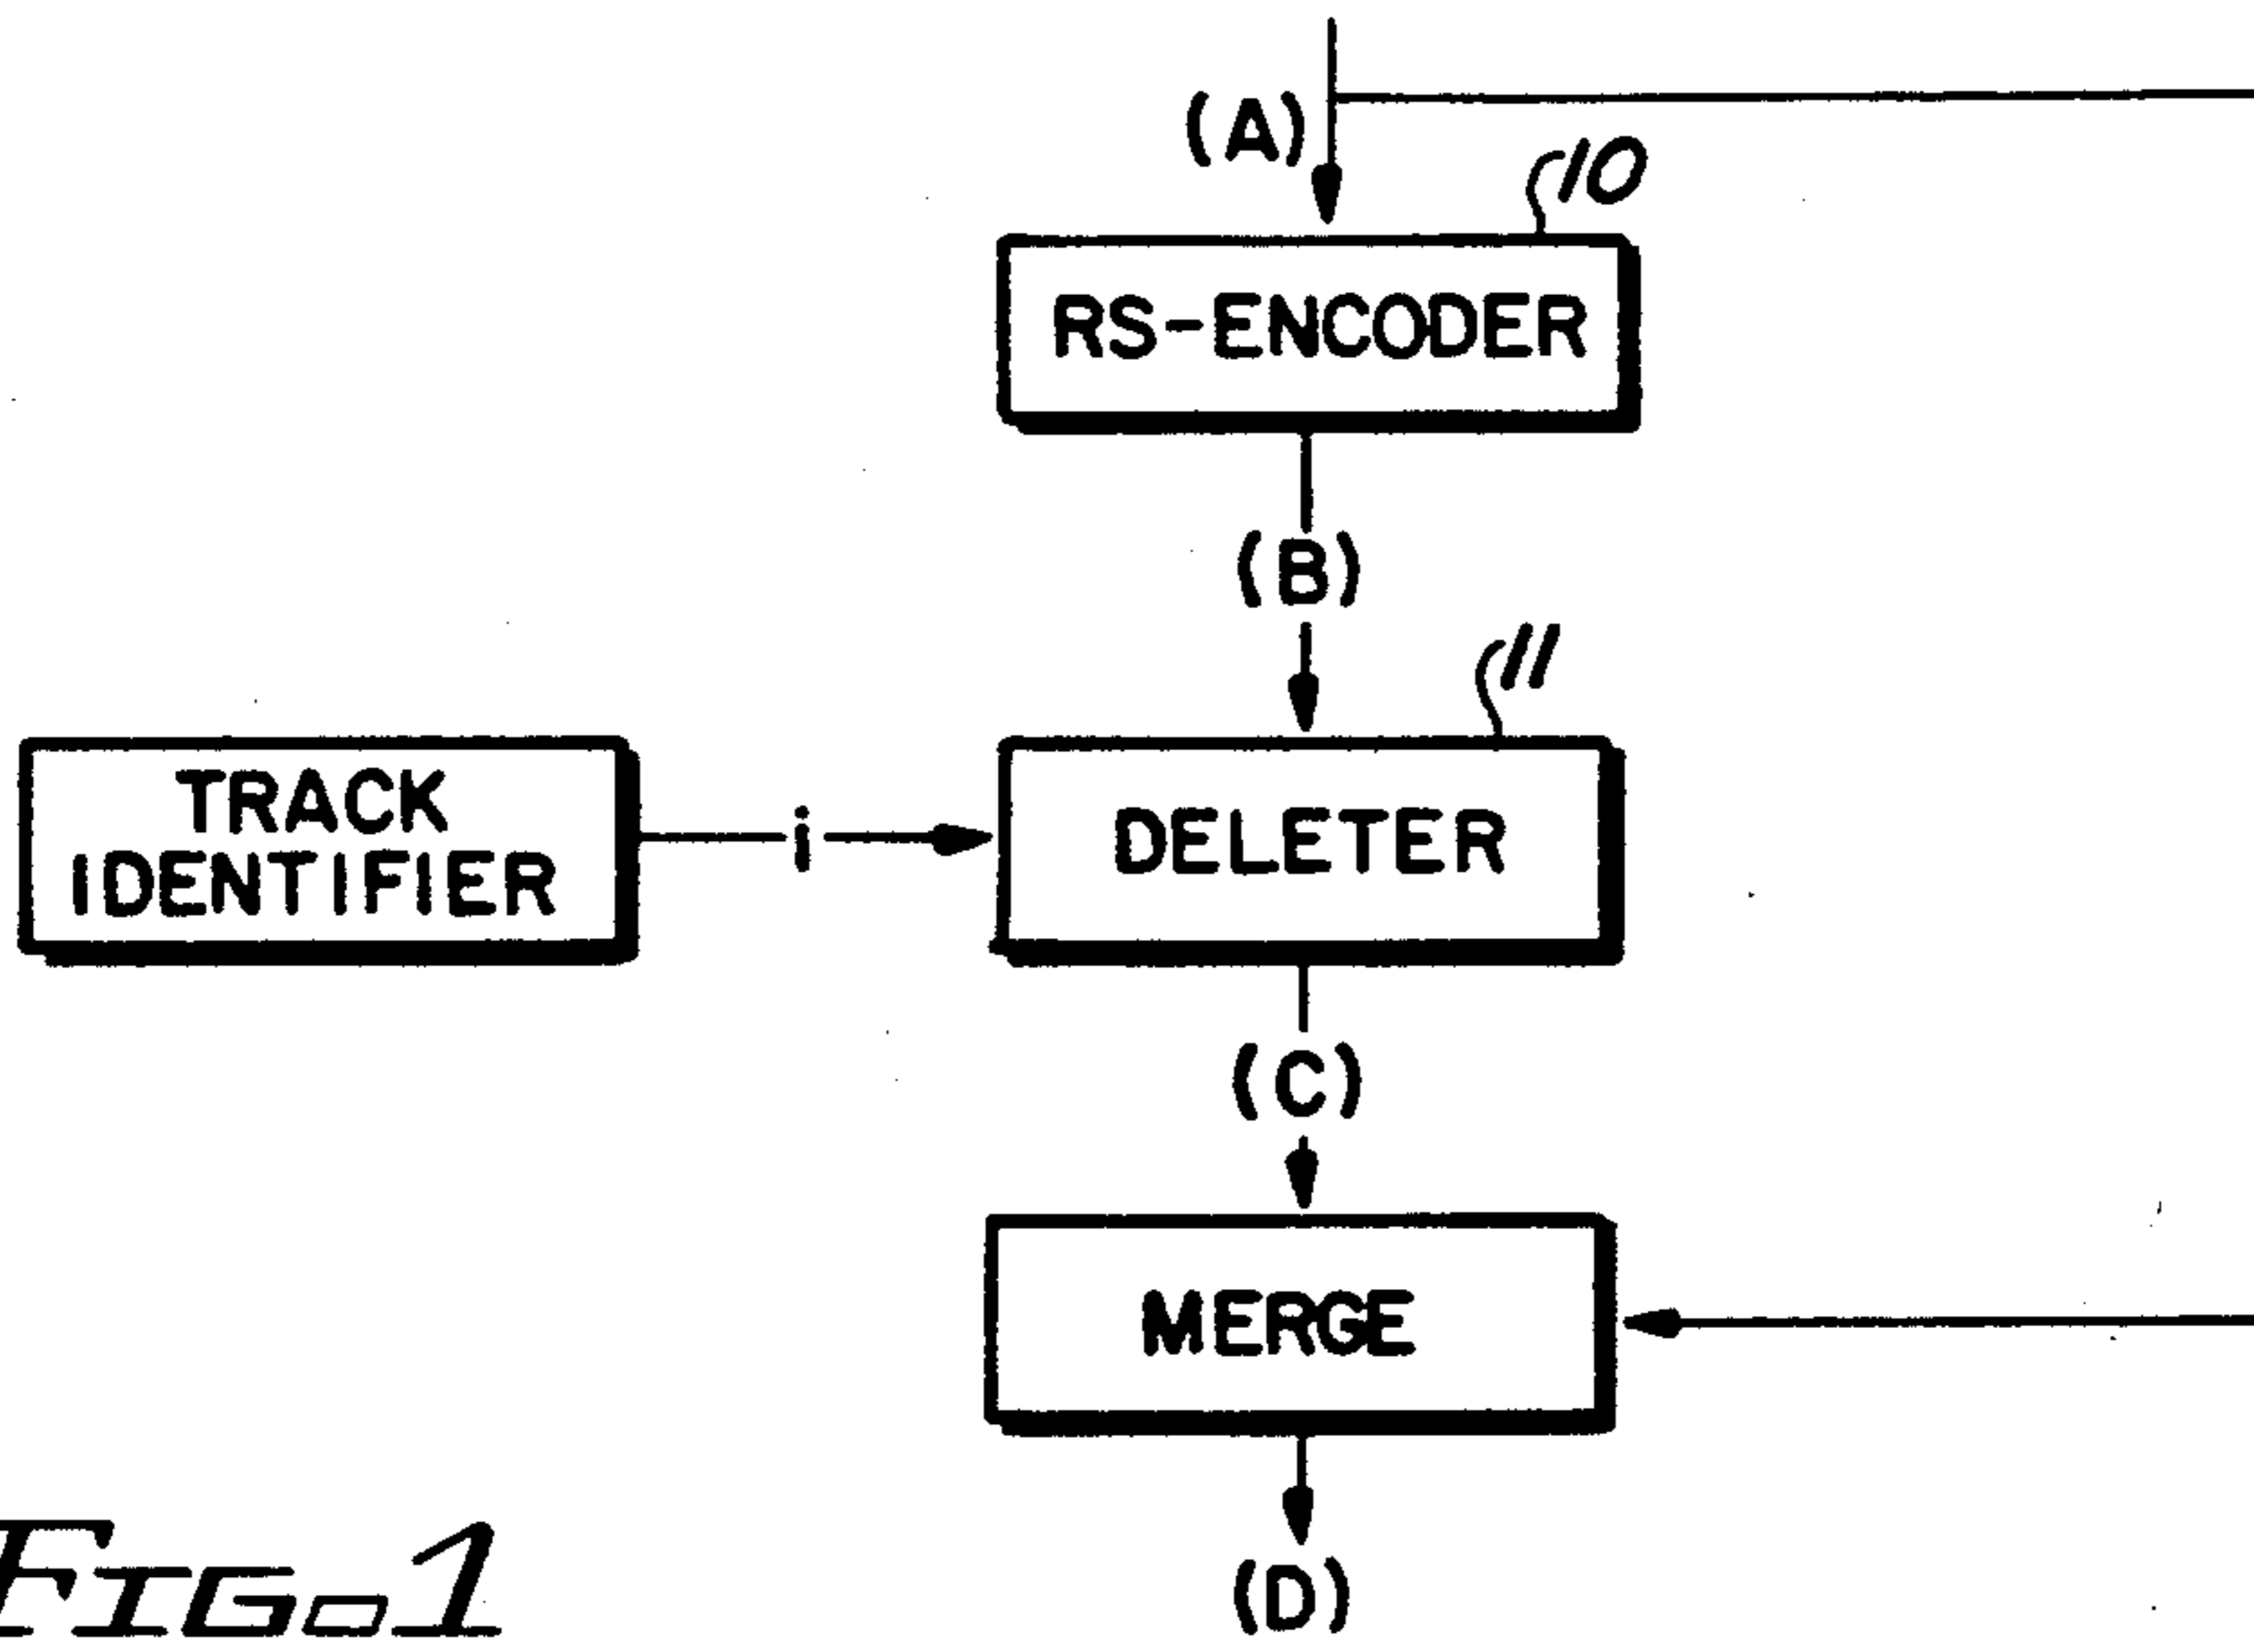 (A)
10
RS-ENCODER
(B)
11
TRACK
IDENTIFIER
i
DELETER
(C)
MERGE
(D)
FIG. 1